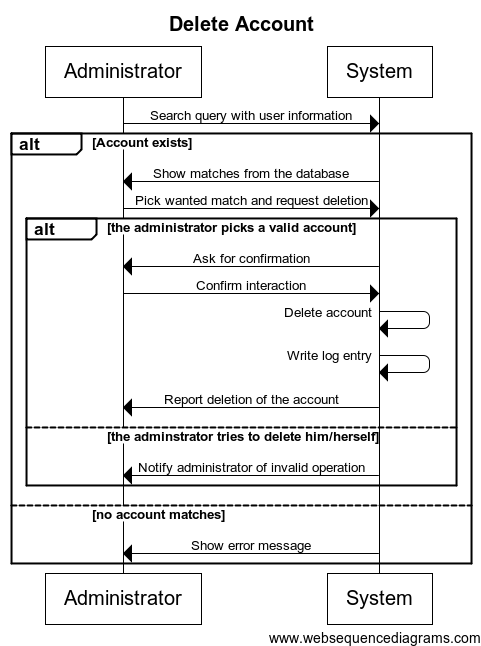 Delete Account
Administrator
System
Search query with user information
alt
[Account exists]
Show matches from the database
Pick wanted match and request deletion
alt
[the administrator picks a valid account]
Ask for confirmation
Confirm interaction
Delete account
Write log entry
Report deletion of the account
[the adminstrator tries to delete him/herself]
Notify administrator of invalid operation
[no account matches]
Show error message
Administrator
System
www.websequencediagrams.com